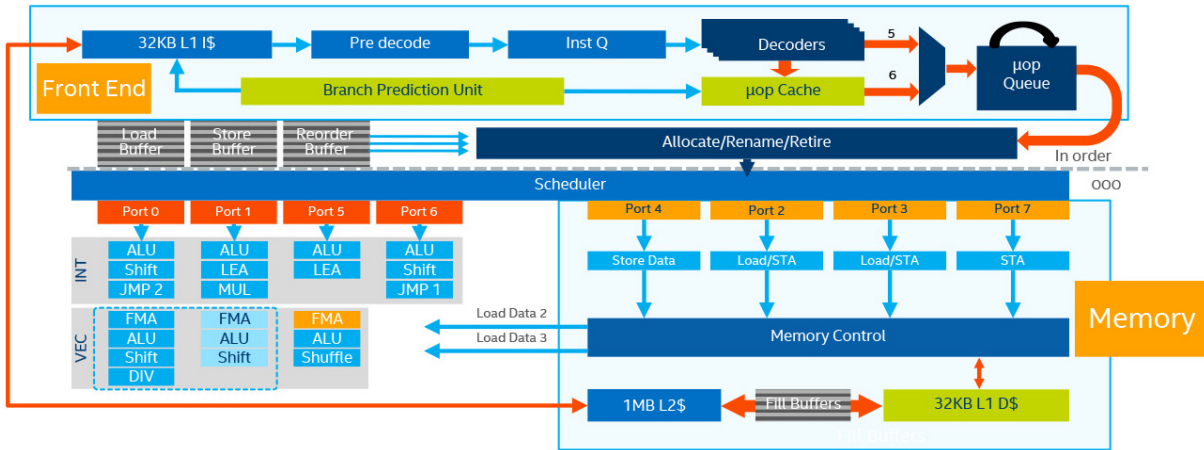 32KB L1 I$
Pre decode
Inst Q
Decoders
5
μop
Queue
Front End
Branch Prediction Unit
μop Cache
6
Load
Buffer
Store
Buffer
Reorder
Buffer
Allocate/Rename/Retire
In order
Scheduler
OOO
Port 0
Port 1
Port 5
Port 6
Port 4
Port 2
Port 3
Port 7
INT
ALU
Shift
JMP 2
ALU
LEA
MUL
ALU
LEA
ALU
Shift
JMP 1
Store Data
Load/STA
Load/STA
STA
VEC
FMA
ALU
Shift
DIV
FMA
ALU
Shift
FMA
ALU
Shuffle
Load Data 2
Load Data 3
Memory Control
Memory
1MB L2$
Fill Buffers
32KB L1 D$
Fill Buffers